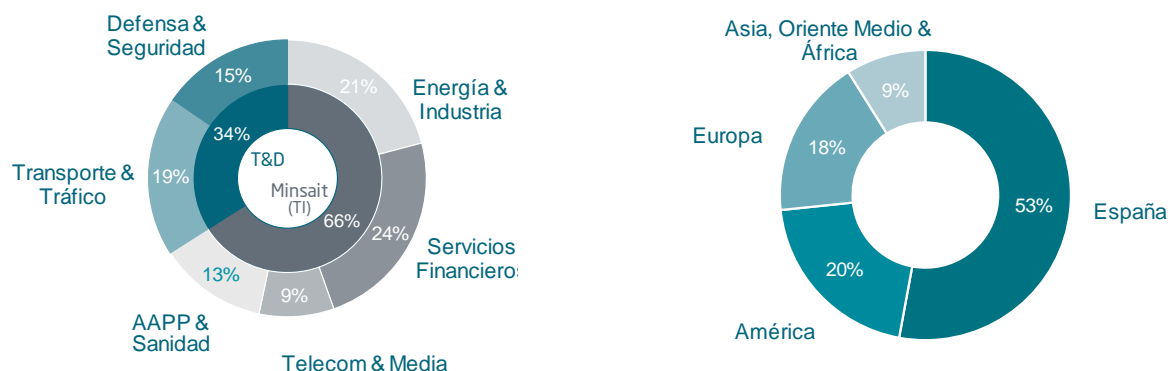 Defensa &
Seguridad
15%
21%
Energía &
Industria
34%
T&D
Transporte &
Tráfico
19%
Minsait
(TI)
66%
24%
Servicios
Financieros
13%
9%
AAPP &
Sanidad
Telecom & Media
Asia, Oriente Medio &
África
9%
Europa
18%
53%
España
20%
América